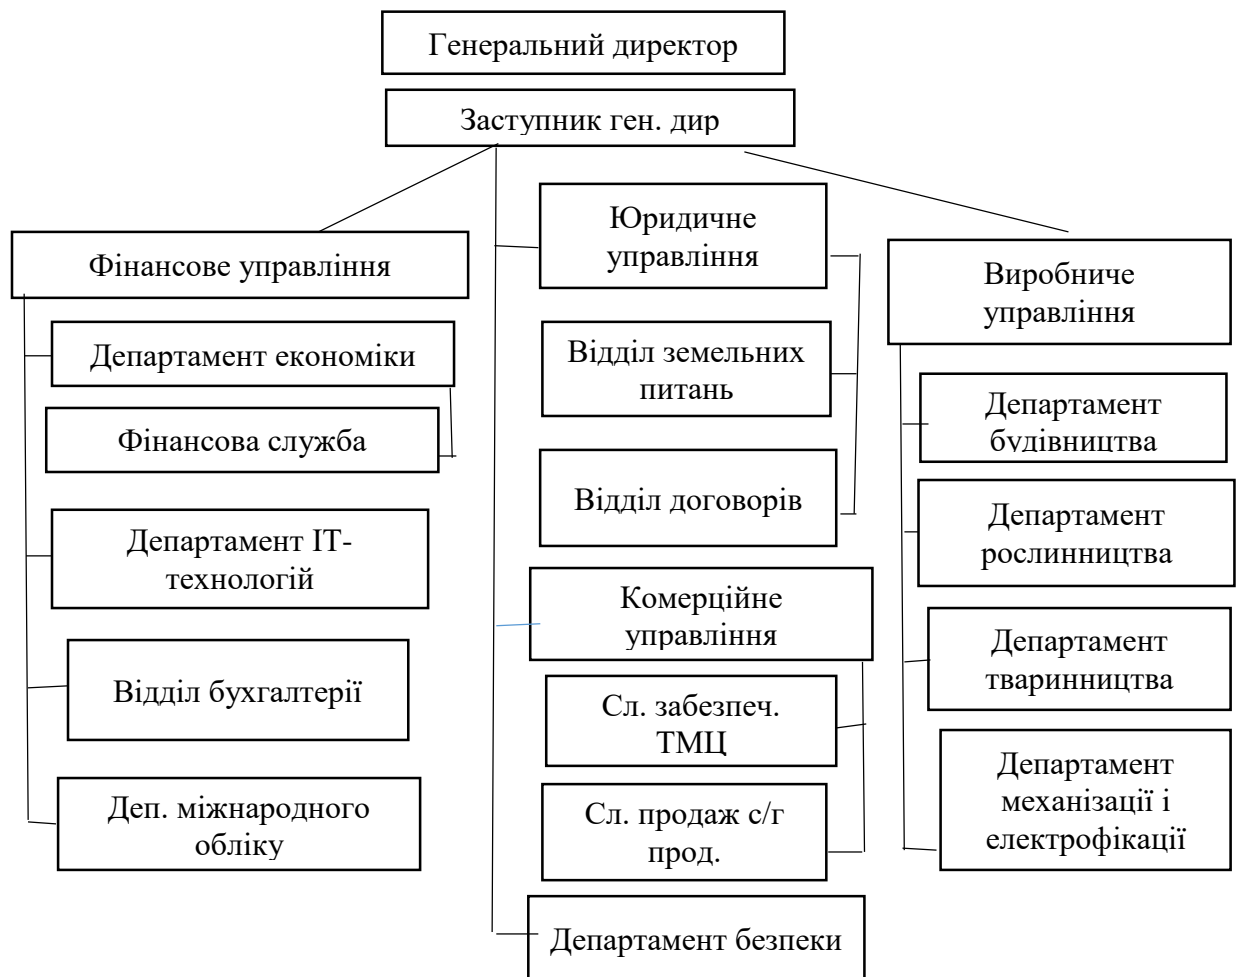 Генеральний директор
Заступник ген. дир
Фінансове управління
Департамент економіки
Фінансова служба
Департамент ІТ-
технологій
Відділ бухгалтерії
Деп. міжнародного
обліку
Юридичне
управління
Відділ земельних
питань
Відділ договорів
Комерційне
управління
Сл. забезпеч.
ТМЦ
Сл. продаж с/г
прод.
Департамент безпеки
Виробниче
управління
Департамент
будівництва
Департамент
рослинництва
Департамент
тваринництва
Департамент
механізації і
електрофікації